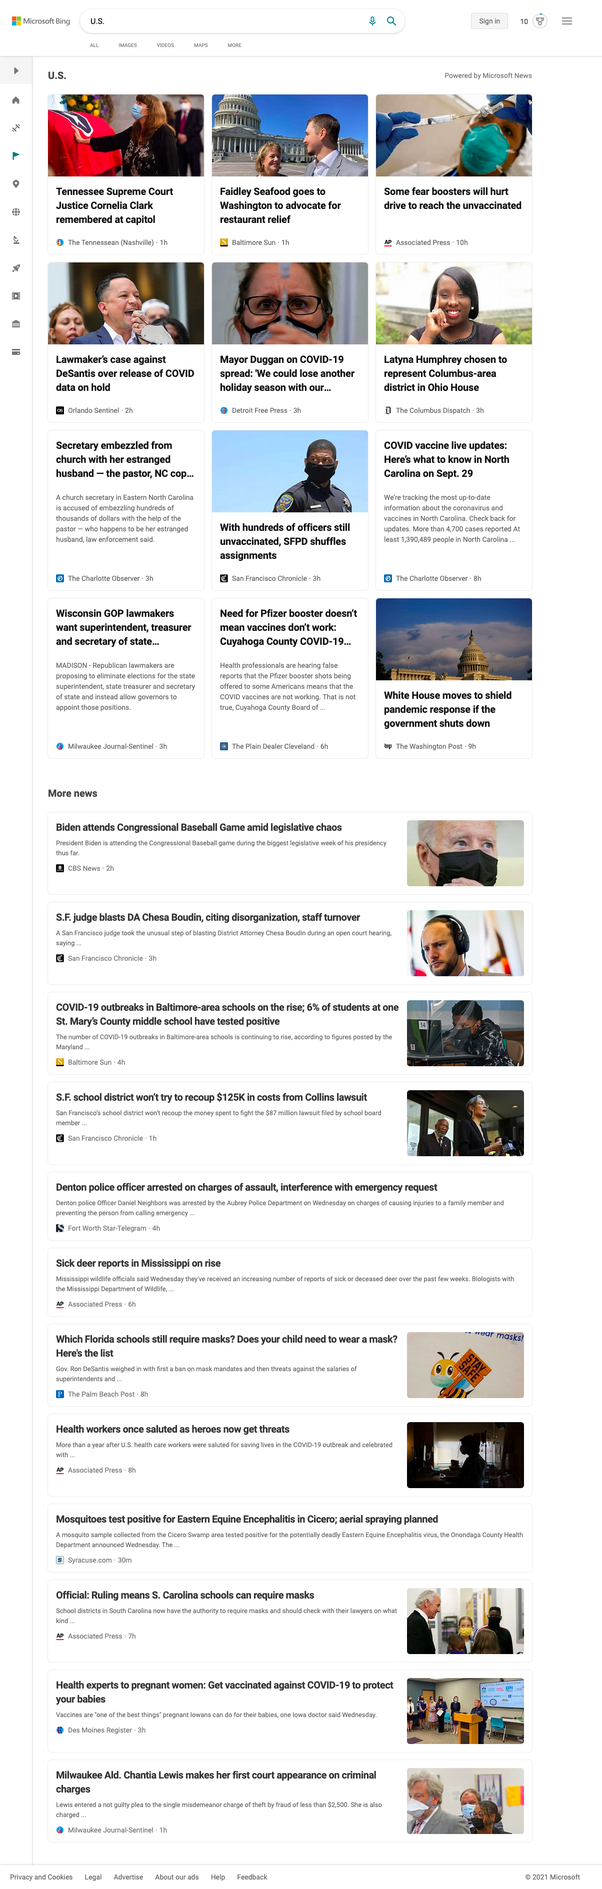 Microsoft Bing
U.S.
Sign in
10
ALL
IMAGES
VIDEOS
MAPS
MORE
U.S.
Powered by Microsoft News
Tennessee Supreme Court
Justice Cornelia Clark
remembered at capitol
The Tennessean (Nashville) · 1h
Faidley Seafood goes to
Washington to advocate for
restaurant relief
Baltimore Sun · 1h
Some fear boosters will hurt
drive to reach the unvaccinated
AP Associated Press · 10h
Lawmaker's case against
DeSantis over release of COVID
data on hold
Orlando Sentinel · 2h
Mayor Duggan on COVID-19
spread: 'We could lose another
holiday season with our...
Detroit Free Press · 3h
Latyna Humphrey chosen to
represent Columbus-area
district in Ohio House
The Columbus Dispatch · 3h
Secretary embezzled from
church with her estranged
husband — the pastor, NC cop...
A church secretary in Eastern North Carolina
is accused of embezzling hundreds of
thousands of dollars with the help of the
pastor — who happens to be her estranged
husband, law enforcement said.
The Charlotte Observer · 3h
With hundreds of officers still
unvaccinated, SFPD shuffles
assignments
San Francisco Chronicle · 3h
COVID vaccine live updates:
Here's what to know in North
Carolina on Sept. 29
We're tracking the most up-to-date
information about the coronavirus and
vaccines in North Carolina. Check back for
updates. More than 4,700 cases reported At
least 1,390,489 people in North Carolina ...
The Charlotte Observer · 8h
Wisconsin GOP lawmakers
want superintendent, treasurer
and secretary of state...
MADISON - Republican lawmakers are
proposing to eliminate elections for the state
superintendent, state treasurer and secretary
of state and instead allow governors to
appoint those positions.
Milwaukee Journal-Sentinel · 3h
Need for Pfizer booster doesn't
mean vaccines don't work:
Cuyahoga County COVID-19...
Health professionals are hearing false
reports that the Pfizer booster shots being
offered to some Americans means that the
COVID vaccines are not working. That is not
true, Cuyahoga County Board of ...
The Plain Dealer Cleveland · 6h
White House moves to shield
pandemic response if the
government shuts down
wp The Washington Post · 9h
More news
Biden attends Congressional Baseball Game amid legislative chaos
President Biden is attending the Congressional Baseball game during the biggest legislative week of his presidency
thus far.
CBS News · 2h
S.F. judge blasts DA Chesa Boudin, citing disorganization, staff turnover
A San Francisco judge took the unusual step of blasting District Attorney Chesa Boudin during an open court hearing,
saying ...
San Francisco Chronicle · 3h
COVID-19 outbreaks in Baltimore-area schools on the rise; 6% of students at one
St. Mary's County middle school have tested positive
The number of COVID-19 outbreaks in Baltimore-area schools is continuing to rise, according to figures posted by the
Maryland ...
Baltimore Sun · 4h
14
S.F. school district won't try to recoup $125K in costs from Collins lawsuit
San Francisco's school district won't recoup the money spent to fight the $87 million lawsuit filed by school board
member ...
San Francisco Chronicle · 1h
Denton police officer arrested on charges of assault, interference with emergency request
Denton police Officer Daniel Neighbors was arrested by the Aubrey Police Department on Wednesday on charges of causing injuries to a family member and
preventing the person from calling emergency ...
Fort Worth Star-Telegram · 4h
Sick deer reports in Mississippi on rise
Mississippi wildlife officials said Wednesday they've received an increasing number of reports of sick or deceased deer over the past few weeks. Biologists with
the Mississippi Department of Wildlife, ...
AP Associated Press · 6h
Which Florida schools still require masks? Does your child need to wear a mask?
Here's the list
Gov. Ron DeSantis weighed in with first a ban on mask mandates and then threats against the salaries of
superintendents and ...
The Palm Beach Post · 8h
wear masks!
STAY
SAFE
Health workers once saluted as heroes now get threats
More than a year after U.S. health care workers were saluted for saving lives in the COVID-19 outbreak and celebrated
with ...
AP Associated Press · 8h
Mosquitoes test positive for Eastern Equine Encephalitis in Cicero; aerial spraying planned
A mosquito sample collected from the Cicero Swamp area tested positive for the potentially deadly Eastern Equine Encephalitis virus, the Onondaga County Health
Department announced Wednesday. The ...
Syracuse.com · 30m
Official: Ruling means S. Carolina schools can require masks
School districts in South Carolina now have the authority to require masks and should check with their lawyers on what
kind ...
AP Associated Press · 7h
Health experts to pregnant women: Get vaccinated against COVID-19 to protect
your babies
Vaccines are "one of the best things" pregnant Iowans can do for their babies, one Iowa doctor said Wednesday.
Des Moines Register · 3h
Milwaukee Ald. Chantia Lewis makes her first court appearance on criminal
charges
Lewis entered a not guilty plea to the single misdemeanor charge of theft by fraud of less than $2,500. She is also
charged ...
Milwaukee Journal-Sentinel · 1h
Privacy and Cookies
Legal
Advertise
About our ads
Help
Feedback
© 2021 Microsoft